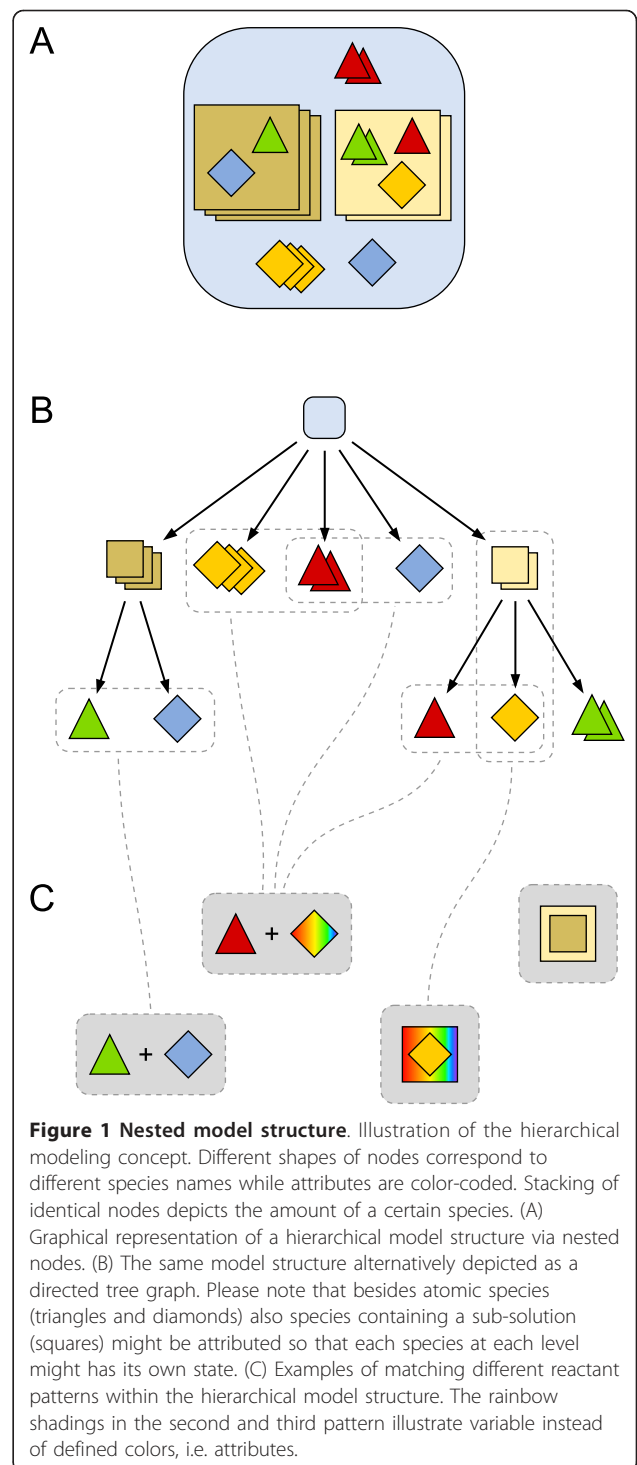 A
B
C
+
+
Figure 1 Nested model structure. Illustration of the hierarchical
modeling concept. Different shapes of nodes correspond to
different species names while attributes are color-coded. Stacking of
identical nodes depicts the amount of a certain species. (A)
Graphical representation of a hierarchical model structure via nested
nodes. (B) The same model structure alternatively depicted as a
directed tree graph. Please note that besides atomic species
(triangles and diamonds) also species containing a sub-solution
(squares) might be attributed so that each species at each level
might has its own state. (C) Examples of matching different reactant
patterns within the hierarchical model structure. The rainbow
shadings in the second and third pattern illustrate variable instead
of defined colors, i.e. attributes.